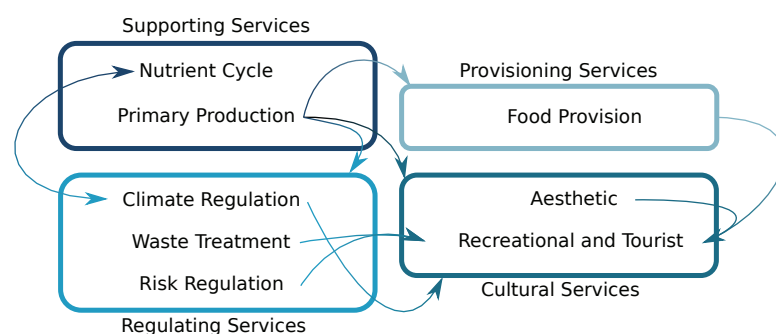 Supporting Services
Nutrient Cycle
Primary Production
Provisioning Services
Food Provision
Climate Regulation
Waste Treatment
Risk Regulation
Regulating Services
Aesthetic
Recreational and Tourist
Cultural Services